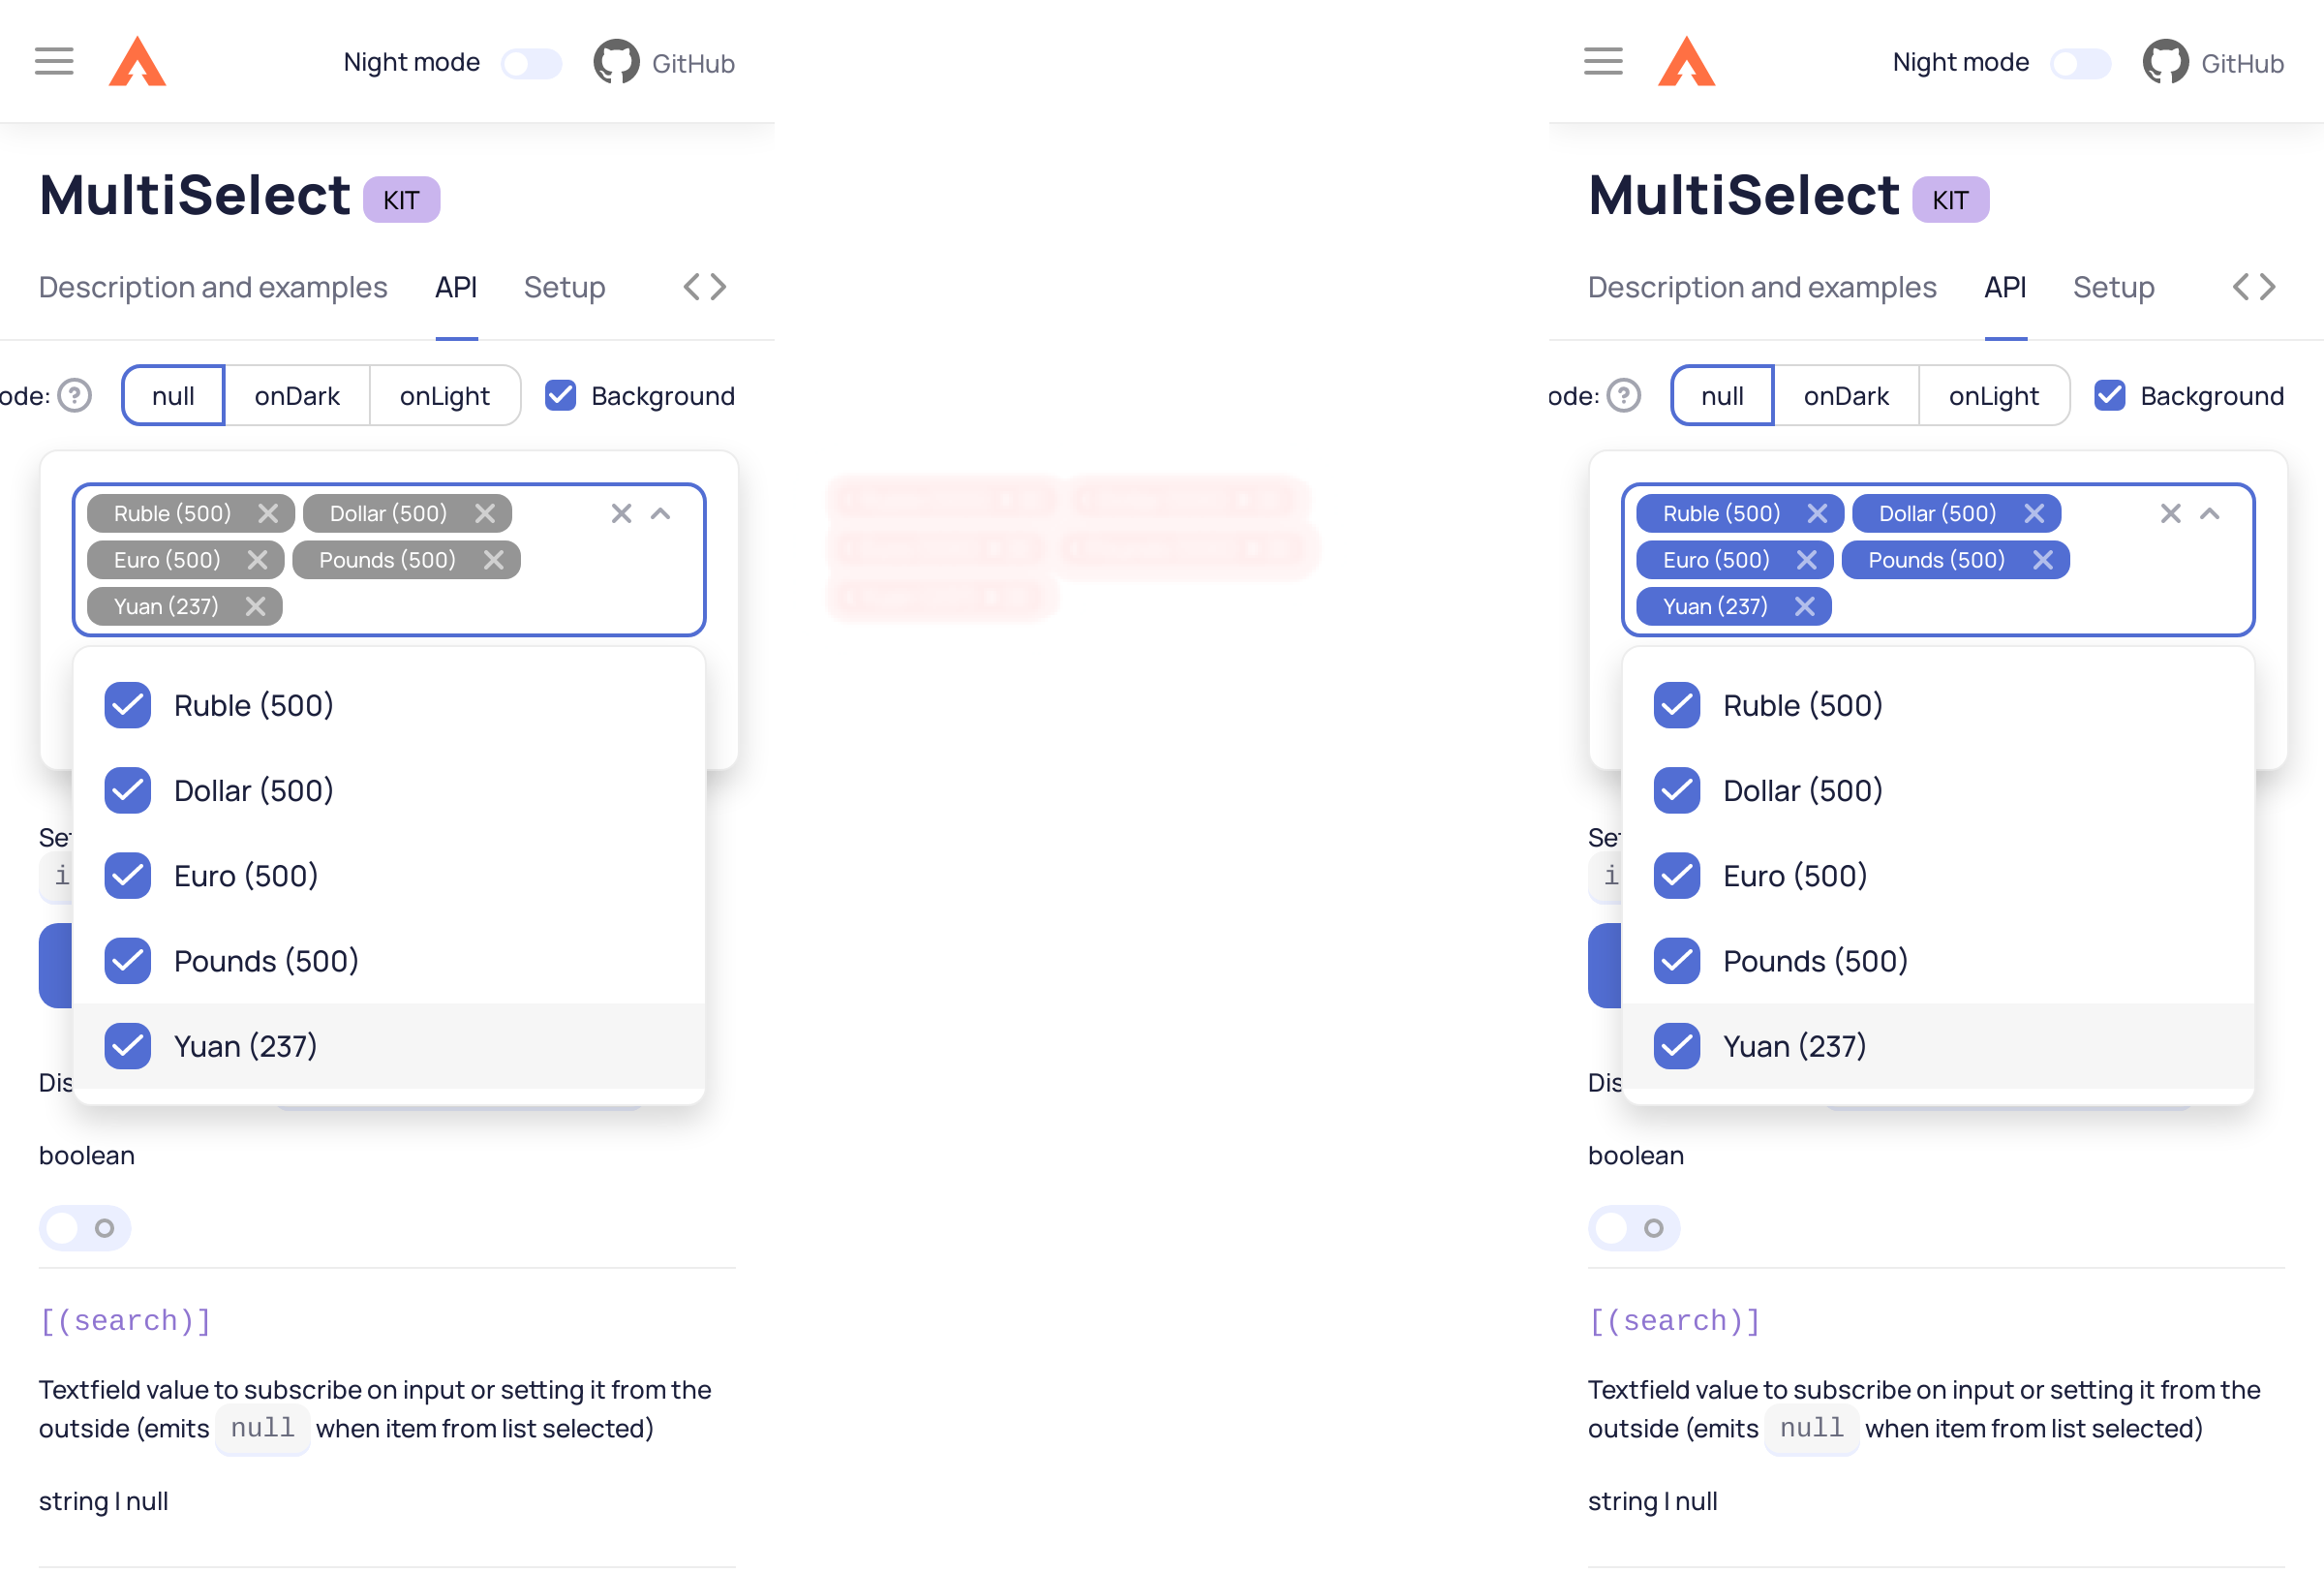 Night mode GitHub
MultiSelect KIT
Description and examples API Setup
ode: ? null onDark onLight Background
Ruble (500) Dollar (500)
Euro (500) Pounds (500)
Yuan (237)
Ruble (500)
Dollar (500)
Euro (500)
Pounds (500)
Yuan (237)
Set
i
Dis
boolean
[(search)]
Textfield value to subscribe on input or setting it from the
outside (emits null when item from list selected)
string | null
Night mode GitHub
MultiSelect KIT
Description and examples API Setup
ode: ? null onDark onLight Background
Ruble (500) Dollar (500)
Euro (500) Pounds (500)
Yuan (237)
Ruble (500)
Dollar (500)
Euro (500)
Pounds (500)
Yuan (237)
Set
i
Dis
boolean
[(search)]
Textfield value to subscribe on input or setting it from the
outside (emits null when item from list selected)
string | null